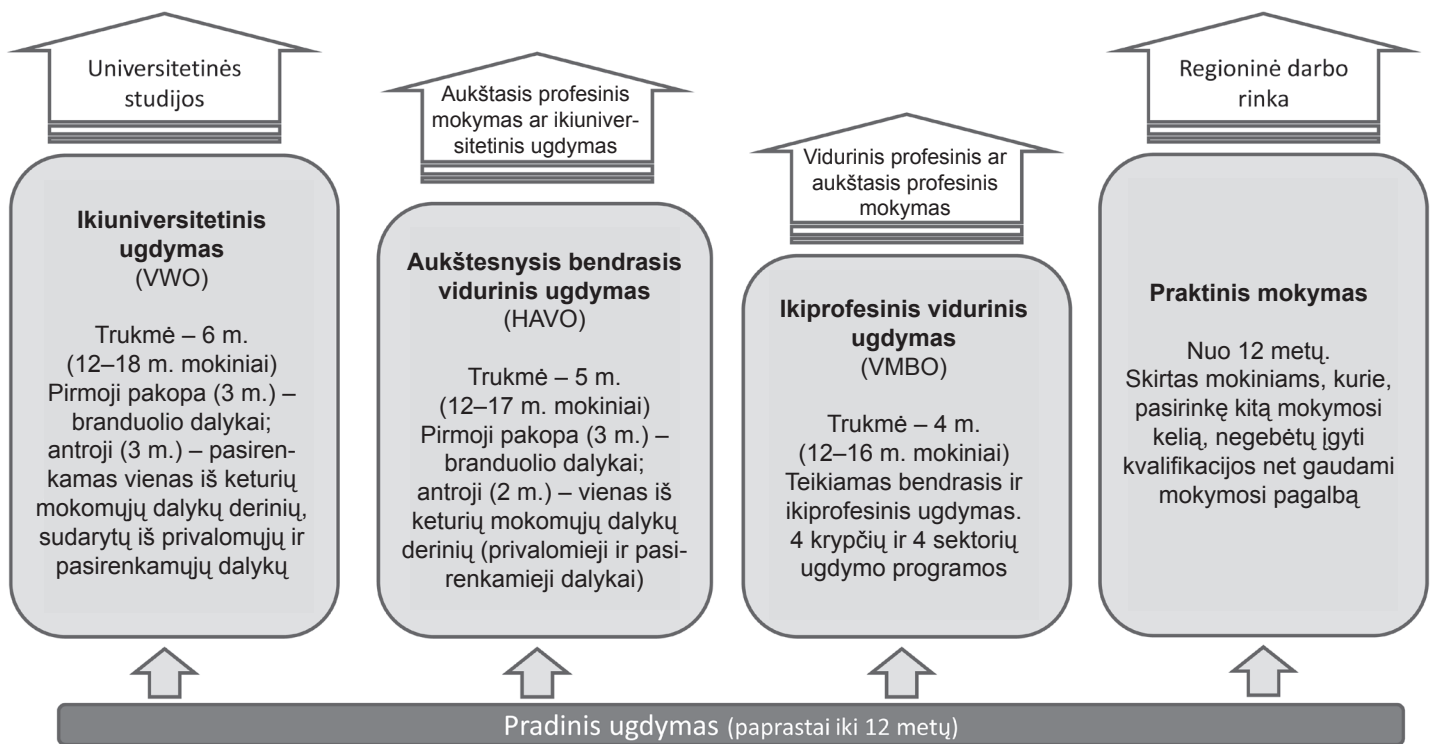 Universitetinės
studijos
Ikiuniversitetinis
ugdymas
(VWO)
Trukmė – 6 m.
(12–18 m. mokiniai)
Pirmoji pakopa (3 m.) –
branduolio dalykai;
antroji (3 m.) – pasiren-
kamas vienas iš keturių
mokomųjų dalykų derinių,
sudarytų iš privalomųjų ir
pasirenkamųjų dalykų
Aukštasis profesinis
mokymas ar ikiuniver-
sitetinis ugdymas
Aukštesnysis bendrasis
vidurinis ugdymas
(HAVO)
Trukmė – 5 m.
(12–17 m. mokiniai)
Pirmoji pakopa (3 m.) –
branduolio dalykai;
antroji (2 m.) – vienas iš
keturių mokomųjų dalykų
derinių (privalomieji ir pasi-
renkamieji dalykai)
Vidurinis profesinis ar
aukštasis profesinis
mokymas
Ikiprofesinis vidurinis
ugdymas
(VMBO)
Trukmė – 4 m.
(12–16 m. mokiniai)
Teikiamas bendrasis ir
ikiprofesinis ugdymas.
4 krypčių ir 4 sektorių
ugdymo programos
Regioninė darbo
rinka
Praktinis mokymas
Nuo 12 metų.
Skirtas mokiniams, kurie,
pasirinkę kitą mokymosi
kelią, negebėtų įgyti
kvalifikacijos net gaudami
mokymosi pagalbą
Pradinis ugdymas (paprastai iki 12 metų)